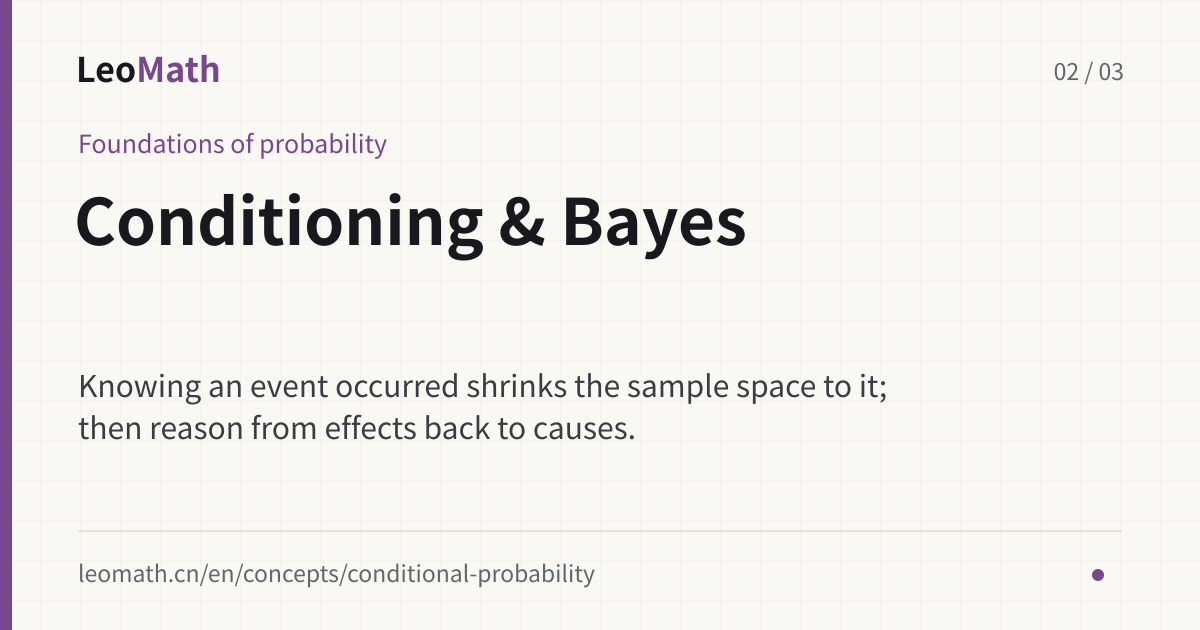 LeoMath
02 / 03
Foundations of probability
Conditioning & Bayes
Knowing an event occurred shrinks the sample space to it;
then reason from effects back to causes.
leomath.cn/en/concepts/conditional-probability